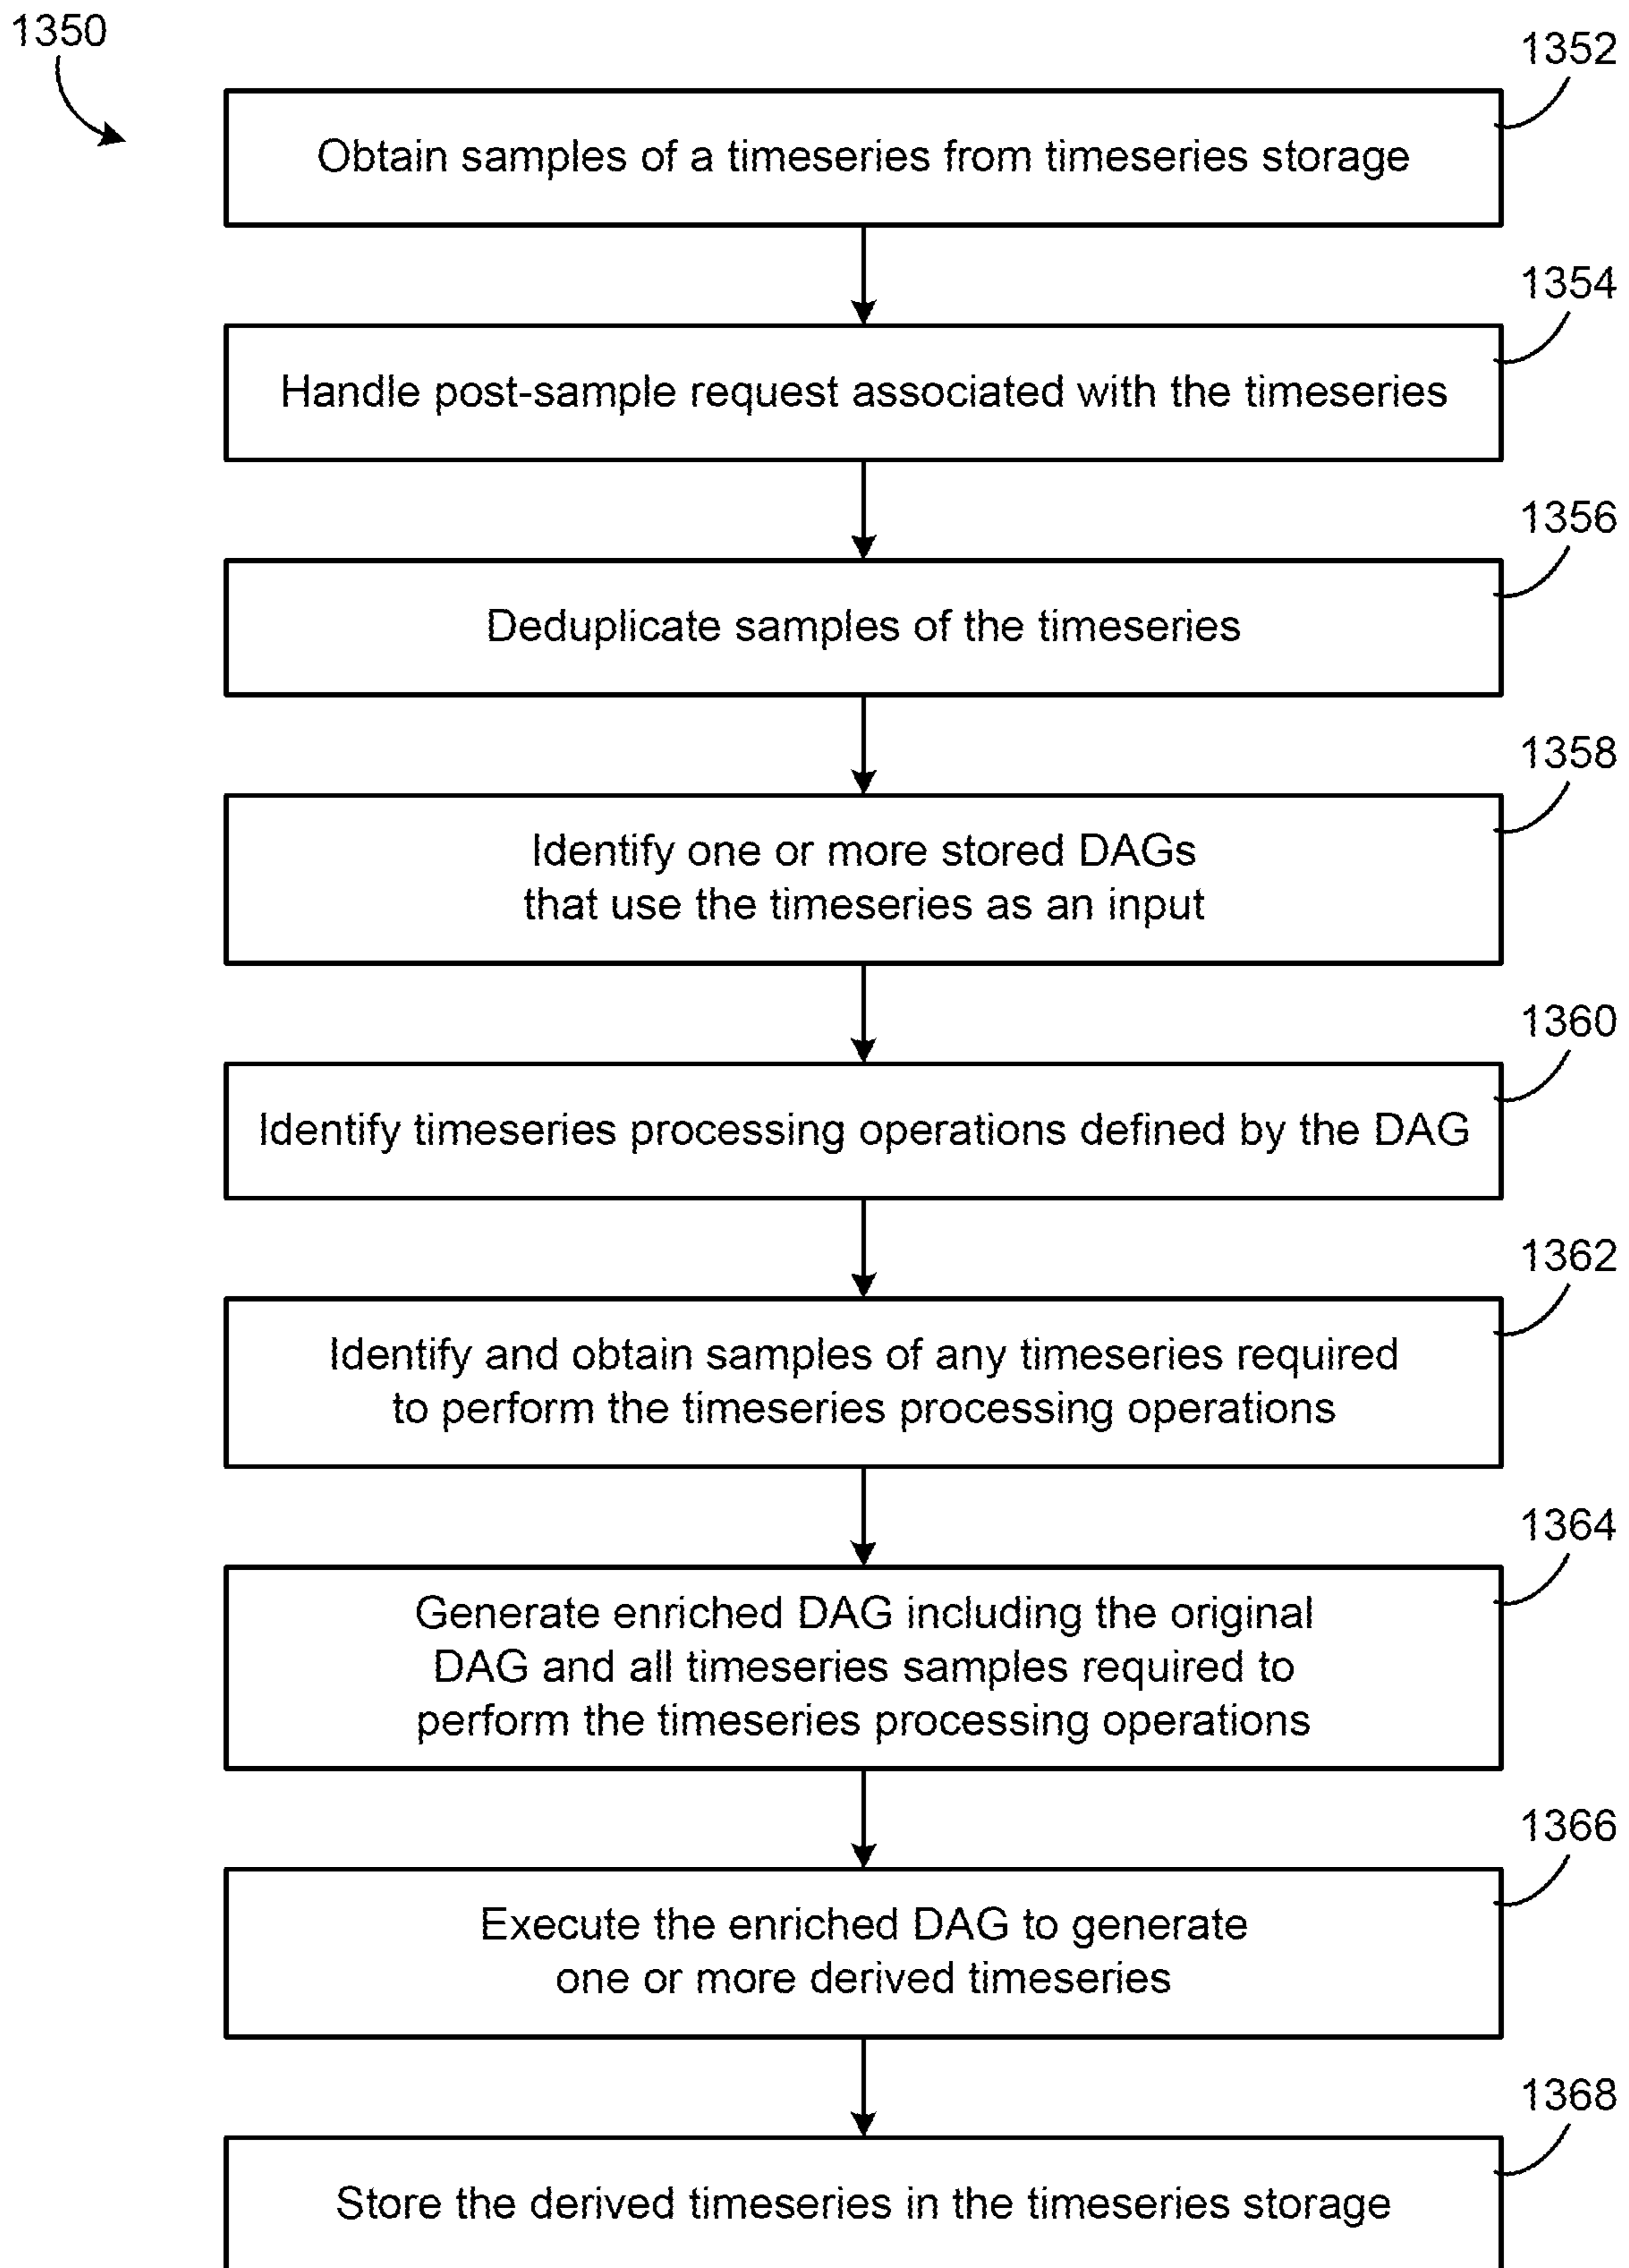 1350
1352
Obtain samples of a timeseries from timeseries storage
1354
Handle post-sample request associated with the timeseries
1356
Deduplicate samples of the timeseries
1358
Identify one or more stored DAGs
that use the timeseries as an input
1360
Identify timeseries processing operations defined by the DAG
1362
Identify and obtain samples of any timeseries required
to perform the timeseries processing operations
1364
Generate enriched DAG including the original
DAG and all timeseries samples required to
perform the timeseries processing operations
1366
Execute the enriched DAG to generate
one or more derived timeseries
1368
Store the derived timeseries in the timeseries storage